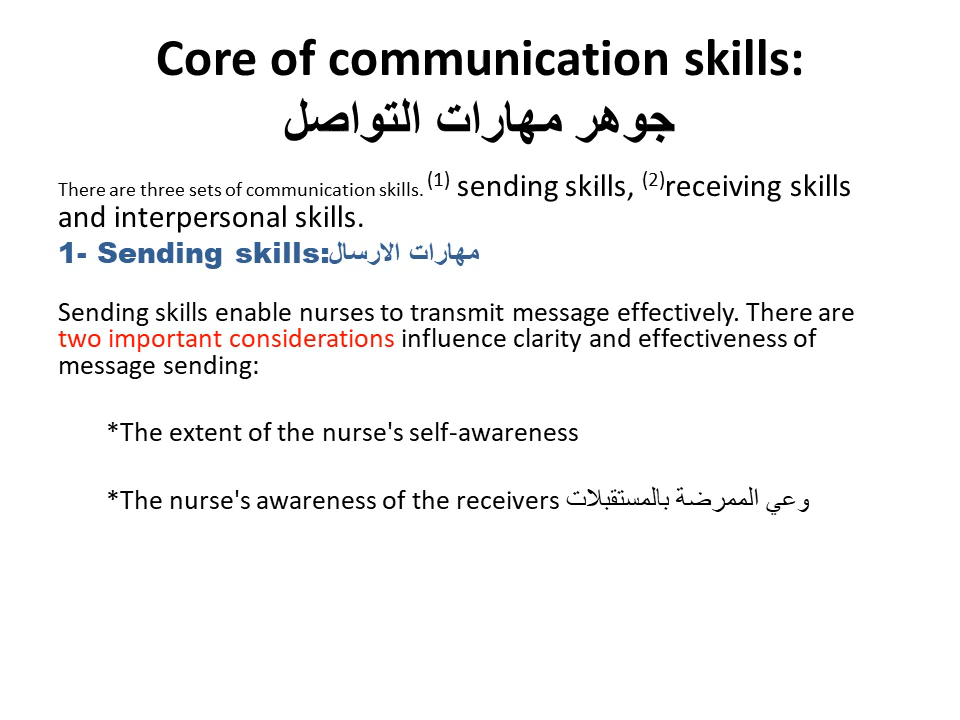 Core of communication skills:
جوهر مهارات التواصل
There are three sets of communication skills. (1) sending skills, (2)receiving skills
and interpersonal skills.
1- Sending skills:مهارات الارسال
Sending skills enable nurses to transmit message effectively. There are
two important considerations influence clarity and effectiveness of
message sending:
*The extent of the nurse's self-awareness
*The nurse's awareness of the receivers وعي الممرضة بالمستقبلات